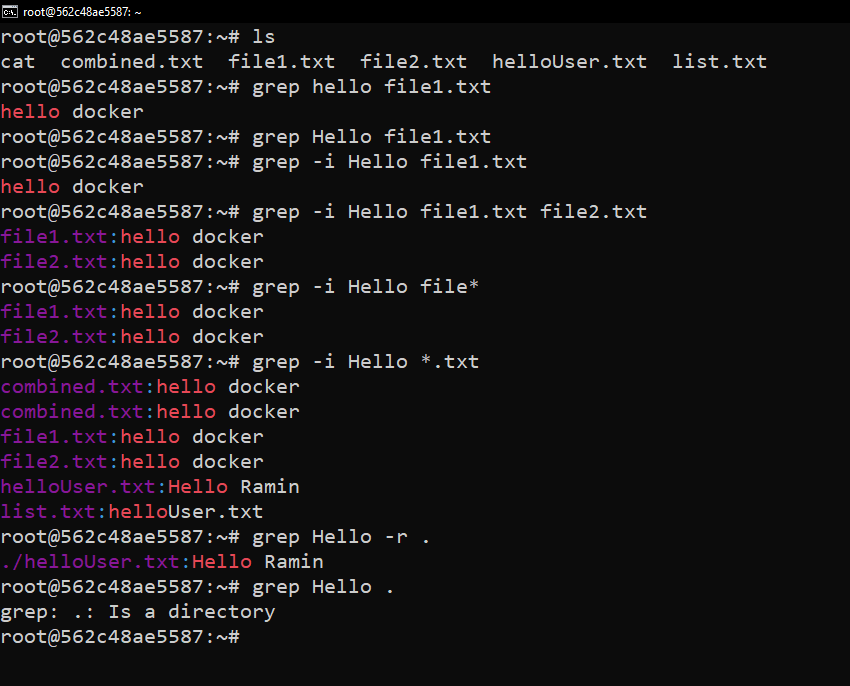 root@562c48ae5587: ~
root@562c48ae5587:~# ls
cat  combined.txt  file1.txt  file2.txt  helloUser.txt  list.txt
root@562c48ae5587:~# grep hello file1.txt
hello docker
root@562c48ae5587:~# grep Hello file1.txt
root@562c48ae5587:~# grep -i Hello file1.txt
hello docker
root@562c48ae5587:~# grep -i Hello file1.txt file2.txt
file1.txt:hello docker
file2.txt:hello docker
root@562c48ae5587:~# grep -i Hello file*
file1.txt:hello docker
file2.txt:hello docker
root@562c48ae5587:~# grep -i Hello *.txt
combined.txt:hello docker
combined.txt:hello docker
file1.txt:hello docker
file2.txt:hello docker
helloUser.txt:Hello Ramin
list.txt:helloUser.txt
root@562c48ae5587:~# grep Hello -r .
./helloUser.txt:Hello Ramin
root@562c48ae5587:~# grep Hello .
grep: .: Is a directory
root@562c48ae5587:~#